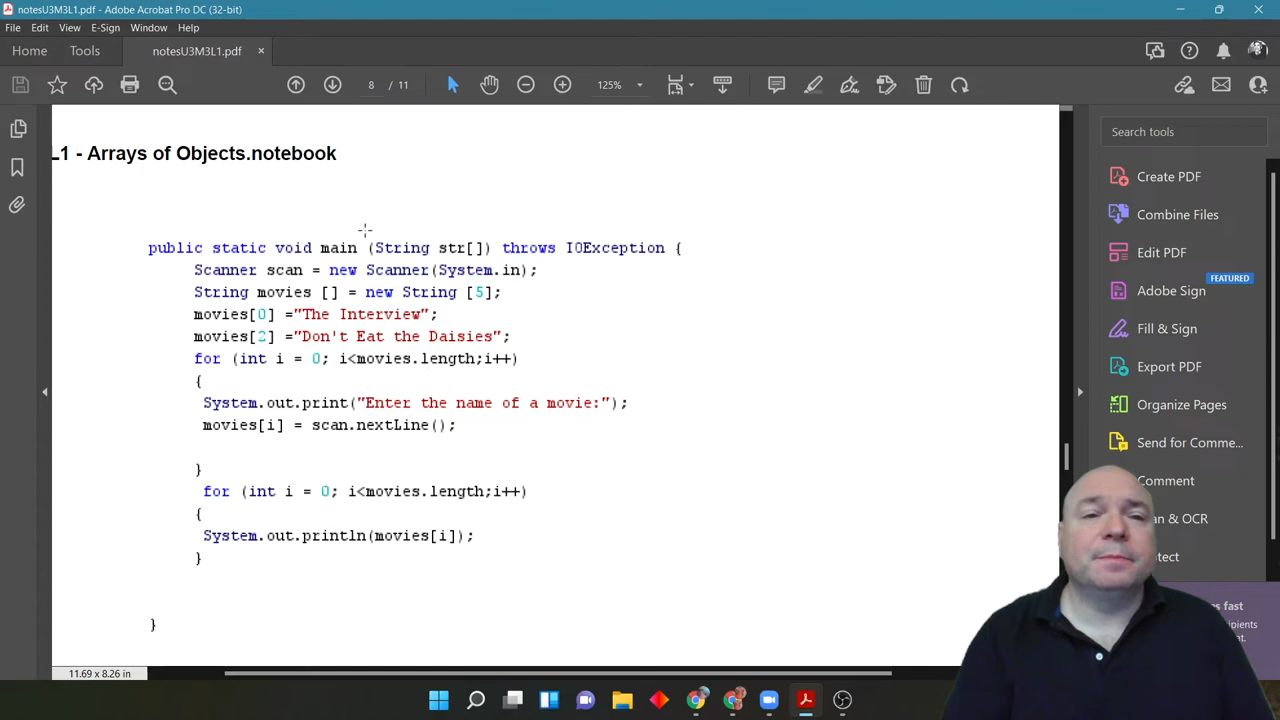 notesU3M3L1.pdf - Adobe Acrobat Pro DC (32-bit)
File Edit View E-Sign Window Help
Home Tools notesU3M3L1.pdf ×
8 / 11 125%
L1 - Arrays of Objects.notebook
public static void main (String str[]) throws IOException {
Scanner scan = new Scanner(System.in);
String movies [] = new String [5];
movies[0] ="The Interview";
movies[2] ="Don't Eat the Daisies";
for (int i = 0; i<movies.length;i++)
{
System.out.print("Enter the name of a movie:");
movies[i] = scan.nextLine();
}
for (int i = 0; i<movies.length;i++)
{
System.out.println(movies[i]);
}
}
11.69 x 8.26 in
Search tools
Create PDF
Combine Files
Edit PDF
FEATURED
Adobe Sign
Fill & Sign
Export PDF
Organize Pages
Send for Comme...
Comment
& OCR
fast